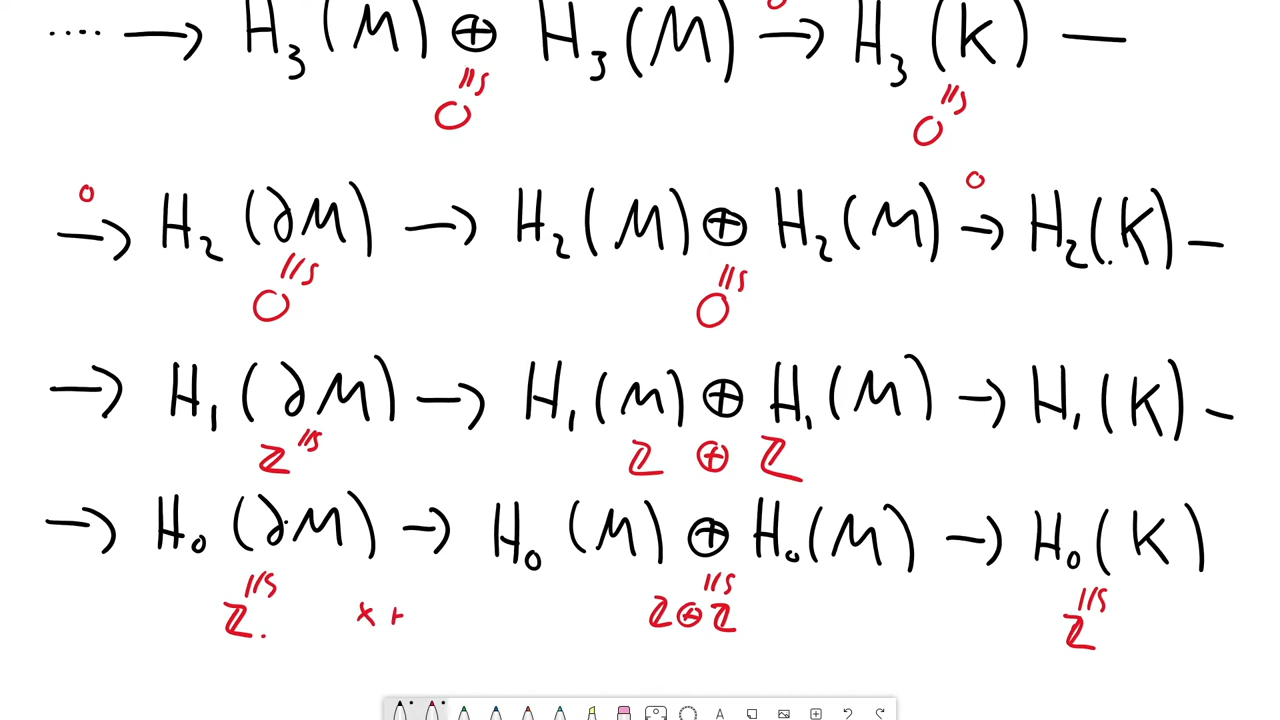 ···· → H₃(M) ⊕ H₃(M) →⁰ H₃(K) —
≅ 0 ≅ 0
→⁰ H₂(∂M) → H₂(M) ⊕ H₂(M) →⁰ H₂(K) —
≅ 0 ≅ 0
→ H₁(∂M) → H₁(M) ⊕ H₁(M) → H₁(K) —
≅ ℤ ℤ ⊕ ℤ
→ H₀(∂M) → H₀(M) ⊕ H₀(M) → H₀(K)
≅ ℤ. x ≅ ℤ⊕ℤ ≅ ℤ